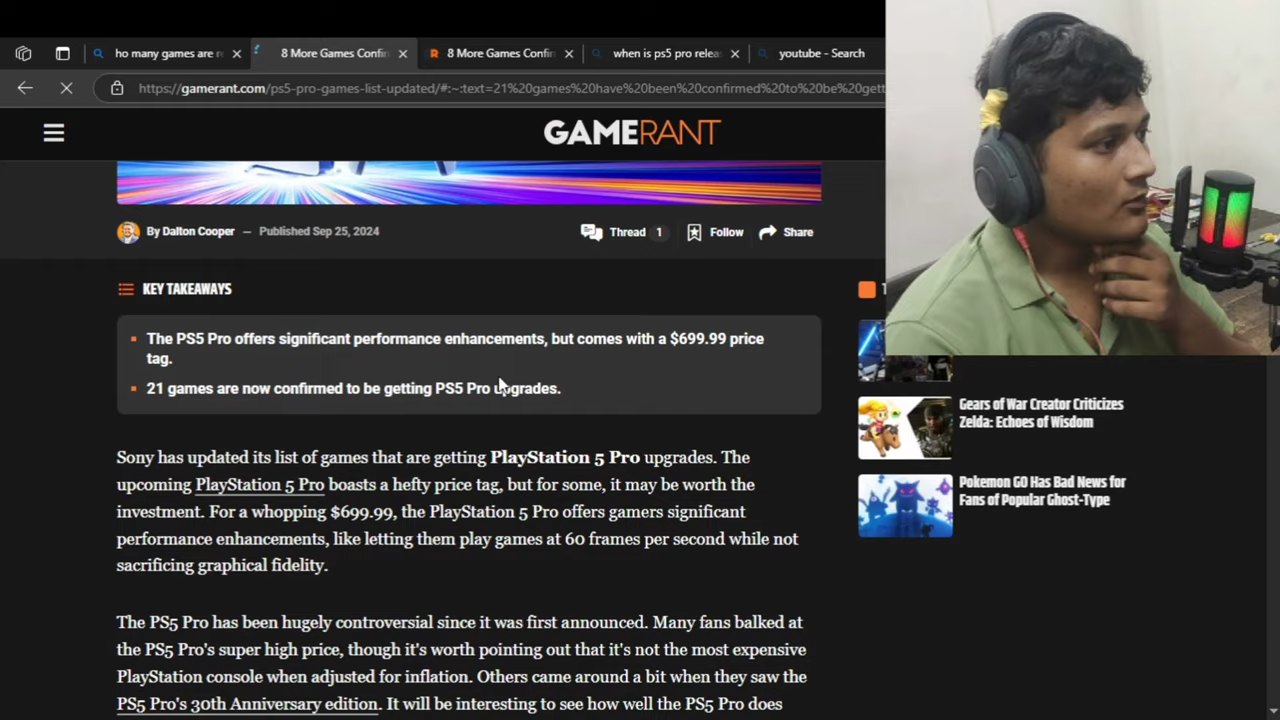 ho many games are re
8 More Games Confir
8 More Games Confir
when is ps5 pro relea
youtube - Search
https://gamerant.com/ps5-pro-games-list-updated/#:~:text=21%20games%20have%20been%20confirmed%20to%20be%20gett
GAMERANT
By Dalton Cooper — Published Sep 25, 2024
Thread 1
Follow
Share
KEY TAKEAWAYS
The PS5 Pro offers significant performance enhancements, but comes with a $699.99 price
tag.
21 games are now confirmed to be getting PS5 Pro upgrades.
Sony has updated its list of games that are getting PlayStation 5 Pro upgrades. The
upcoming PlayStation 5 Pro boasts a hefty price tag, but for some, it may be worth the
investment. For a whopping $699.99, the PlayStation 5 Pro offers gamers significant
performance enhancements, like letting them play games at 60 frames per second while not
sacrificing graphical fidelity.
The PS5 Pro has been hugely controversial since it was first announced. Many fans balked at
the PS5 Pro's super high price, though it's worth pointing out that it's not the most expensive
PlayStation console when adjusted for inflation. Others came around a bit when they saw the
PS5 Pro's 30th Anniversary edition. It will be interesting to see how well the PS5 Pro does
Gears of War Creator Criticizes
Zelda: Echoes of Wisdom
Pokemon GO Has Bad News for
Fans of Popular Ghost-Type